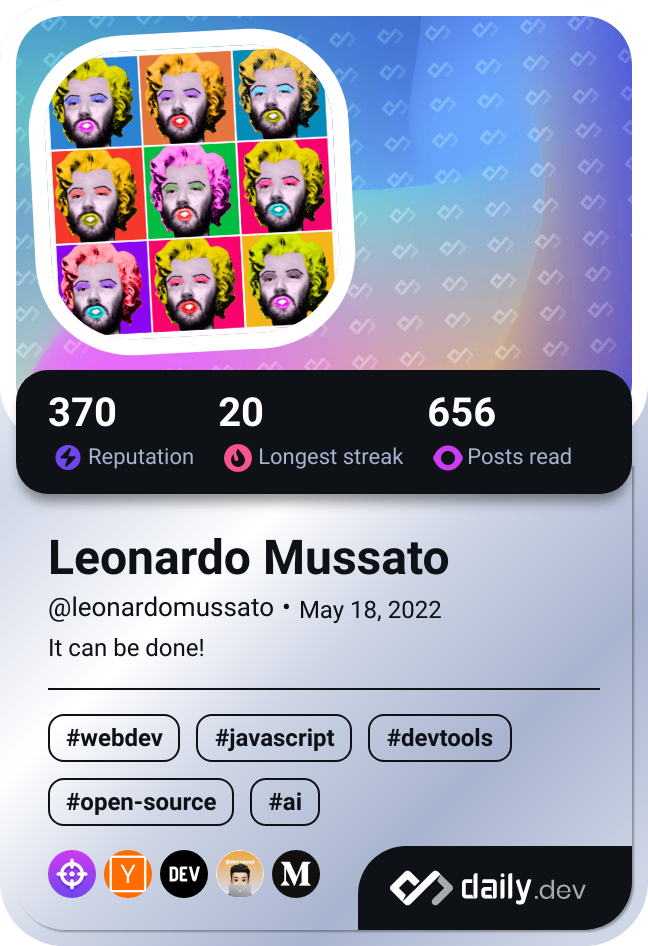 370 20 656
Reputation Longest streak Posts read
Leonardo Mussato
@leonardomussato • May 18, 2022
It can be done!
#webdev #javascript #devtools
#open-source #ai
Y DEV M
daily.dev